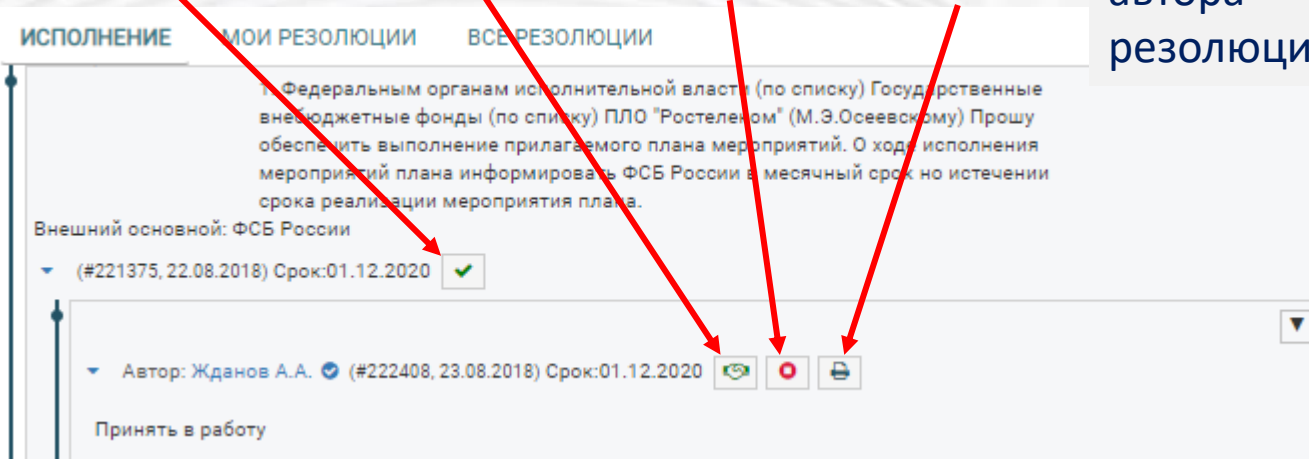 автора
резолюци
ИСПОЛНЕНИЕ МОИ РЕЗОЛЮЦИИ ВСЕ РЕЗОЛЮЦИИ
1. Федеральным органам исполнительной власти (по списку) Государственные
внебюджетные фонды (по списку) ПЛО "Ростелеком" (М.Э.Осеевскому) Прошу
обеспечить выполнение прилагаемого плана мероприятий. О ходе исполнения
мероприятий плана информировать ФСБ России в месячный срок но истечении
срока реализации мероприятия плана.
Внешний основной: ФСБ России
(#221375, 22.08.2018) Срок:01.12.2020
Автор: Жданов А.А. (#222408, 23.08.2018) Срок:01.12.2020
Принять в работу